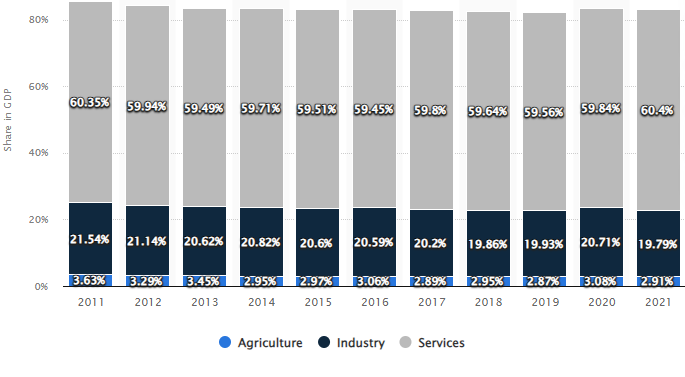 80%
60%
40%
20%
0%
Share in GDP
60.35% 59.94% 59.49% 59.71% 59.51% 59.45% 59.8% 59.64% 59.56% 59.84% 60.4%
21.54% 21.14% 20.62% 20.82% 20.6% 20.59% 20.2% 19.86% 19.93% 20.71% 19.79%
3.63% 3.29% 3.45% 2.95% 2.97% 3.06% 2.89% 2.95% 2.87% 3.08% 2.91%
2011 2012 2013 2014 2015 2016 2017 2018 2019 2020 2021
Agriculture Industry Services